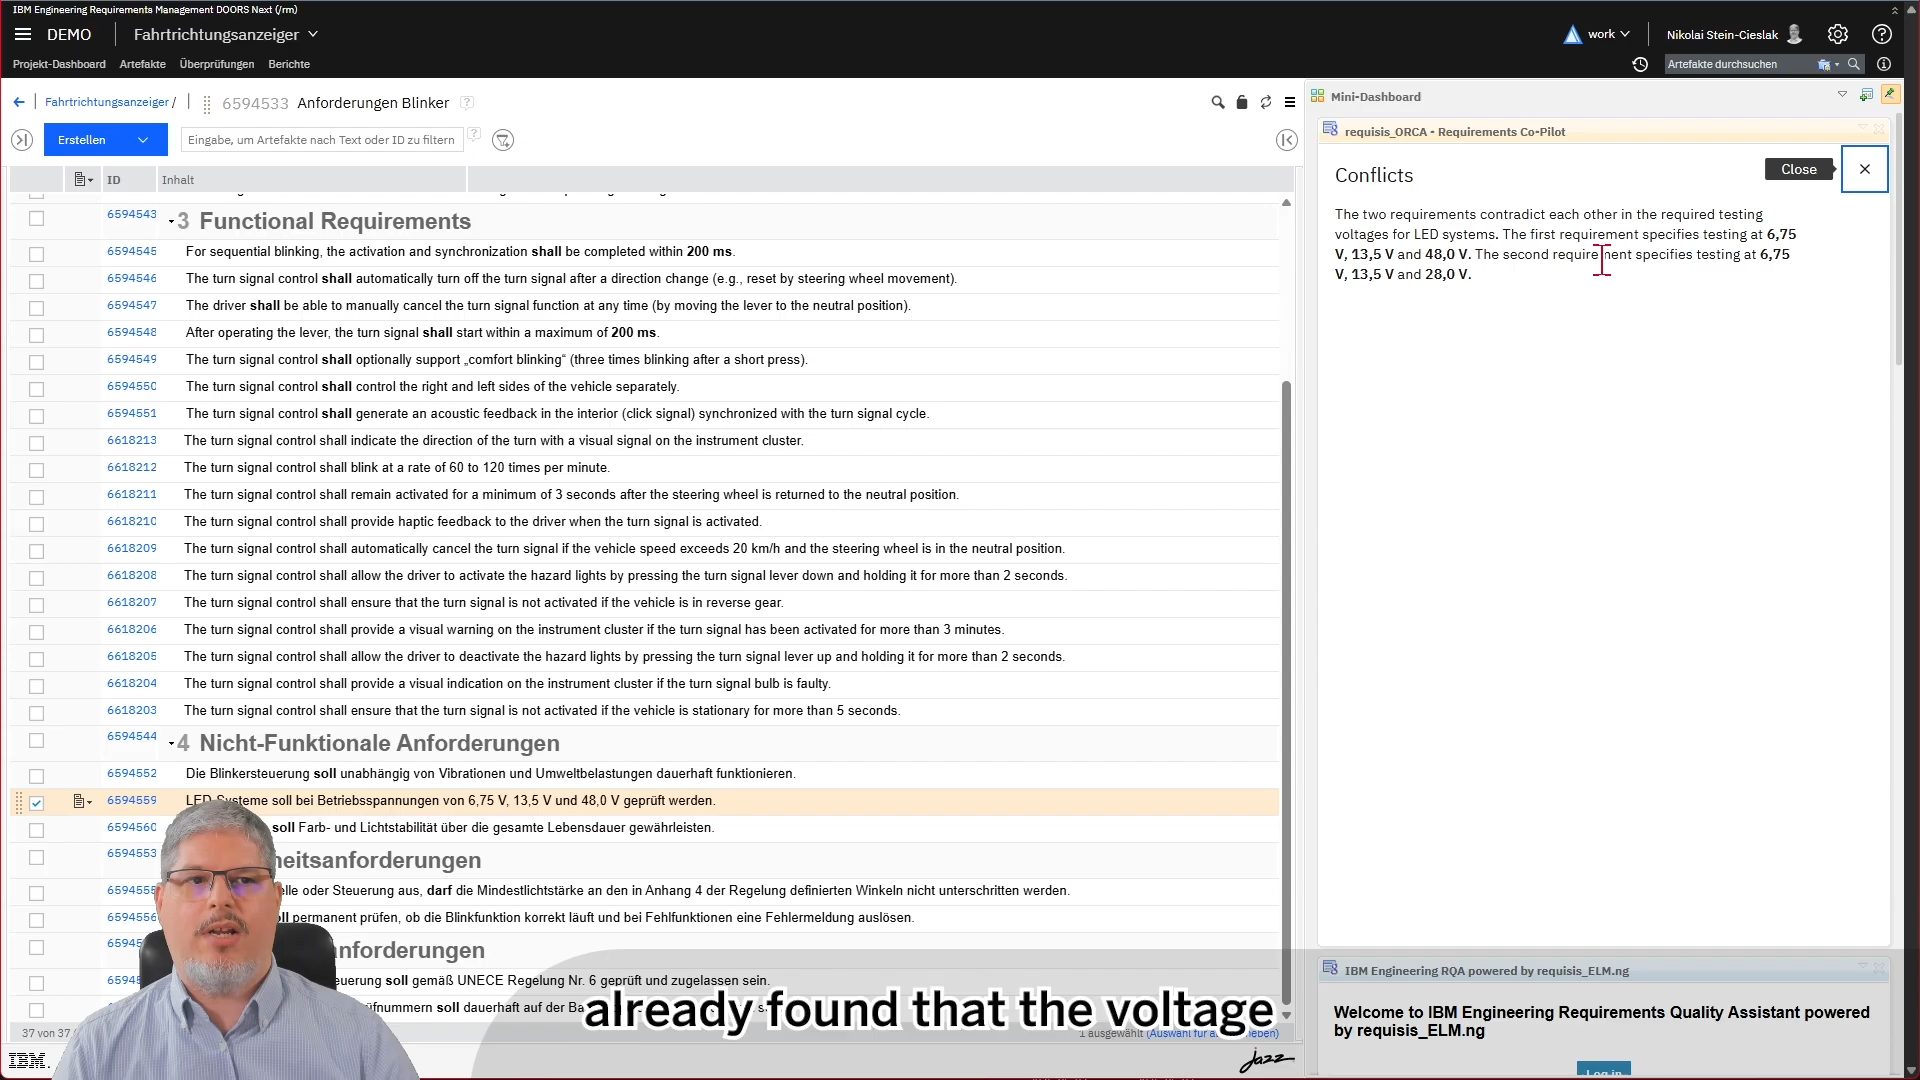 IBM Engineering Requirements Management DOORS Next (/rm)
DEMO
Fahrtrichtungsanzeiger
work
Nikolai Stein-Cieslak
Projekt-Dashboard
Artefakte
Überprüfungen
Berichte
Artefakte durchsuchen
Fahrtrichtungsanzeiger /
6594533 Anforderungen Blinker
Erstellen
Eingabe, um Artefakte nach Text oder ID zu filtern
ID
Inhalt
6594543 3 Functional Requirements
6594545 For sequential blinking, the activation and synchronization shall be completed within 200 ms.
6594546 The turn signal control shall automatically turn off the turn signal after a direction change (e.g., reset by steering wheel movement).
6594547 The driver shall be able to manually cancel the turn signal function at any time (by moving the lever to the neutral position).
6594548 After operating the lever, the turn signal shall start within a maximum of 200 ms.
6594549 The turn signal control shall optionally support „comfort blinking“ (three times blinking after a short press).
6594550 The turn signal control shall control the right and left sides of the vehicle separately.
6594551 The turn signal control shall generate an acoustic feedback in the interior (click signal) synchronized with the turn signal cycle.
6618213 The turn signal control shall indicate the direction of the turn with a visual signal on the instrument cluster.
6618212 The turn signal control shall blink at a rate of 60 to 120 times per minute.
6618211 The turn signal control shall remain activated for a minimum of 3 seconds after the steering wheel is returned to the neutral position.
6618210 The turn signal control shall provide haptic feedback to the driver when the turn signal is activated.
6618209 The turn signal control shall automatically cancel the turn signal if the vehicle speed exceeds 20 km/h and the steering wheel is in the neutral position.
6618208 The turn signal control shall allow the driver to activate the hazard lights by pressing the turn signal lever down and holding it for more than 2 seconds.
6618207 The turn signal control shall ensure that the turn signal is not activated if the vehicle is in reverse gear.
6618206 The turn signal control shall provide a visual warning on the instrument cluster if the turn signal has been activated for more than 3 minutes.
6618205 The turn signal control shall allow the driver to deactivate the hazard lights by pressing the turn signal lever up and holding it for more than 2 seconds.
6618204 The turn signal control shall provide a visual indication on the instrument cluster if the turn signal bulb is faulty.
6618203 The turn signal control shall ensure that the turn signal is not activated if the vehicle is stationary for more than 5 seconds.
6594544 4 Nicht-Funktionale Anforderungen
6594552 Die Blinkersteuerung soll unabhängig von Vibrationen und Umweltbelastungen dauerhaft funktionieren.
6594559 LED-Systeme soll bei Betriebsspannungen von 6,75 V, 13,5 V und 48,0 V geprüft werden.
6594560 soll Farb- und Lichtstabilität über die gesamte Lebensdauer gewährleisten.
6594553 heitsanforderungen
659455 elle oder Steuerung aus, darf die Mindestlichtstärke an den in Anhang 4 der Regelung definierten Winkeln nicht unterschritten werden.
6594556 oll permanent prüfen, ob die Blinkfunktion korrekt läuft und bei Fehlfunktionen eine Fehlermeldung auslösen.
65945 anforderungen
6594 euerung soll gemäß UNECE Regelung Nr. 6 geprüft und zugelassen sein.
6594 üfnummern soll dauerhaft auf der Ba
37 von 37
1 ausgewählt (Auswahl für a heben)
IBM.
jazz
already found that the voltage
Mini-Dashboard
requisis_ORCA - Requirements Co-Pilot
Conflicts
Close
The two requirements contradict each other in the required testing
voltages for LED systems. The first requirement specifies testing at 6,75
V, 13,5 V and 48,0 V. The second requirement specifies testing at 6,75
V, 13,5 V and 28,0 V.
IBM Engineering RQA powered by requisis_ELM.ng
Welcome to IBM Engineering Requirements Quality Assistant powered
by requisis_ELM.ng
Log in